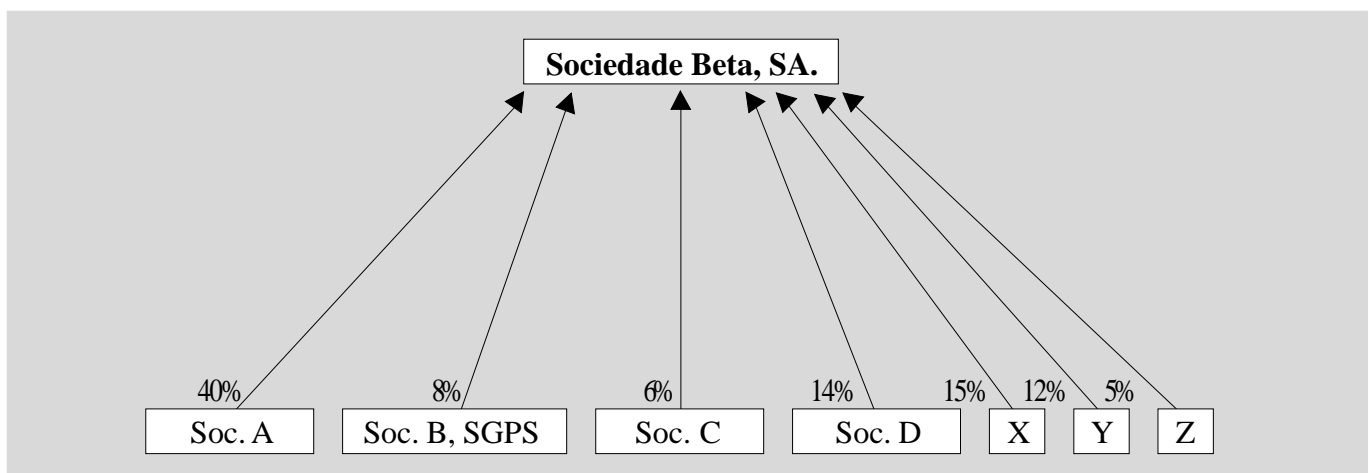 Sociedade Beta, SA.
40% 8% 6% 14% 15% 12% 5%
Soc. A Soc. B, SGPS Soc. C Soc. D X Y Z